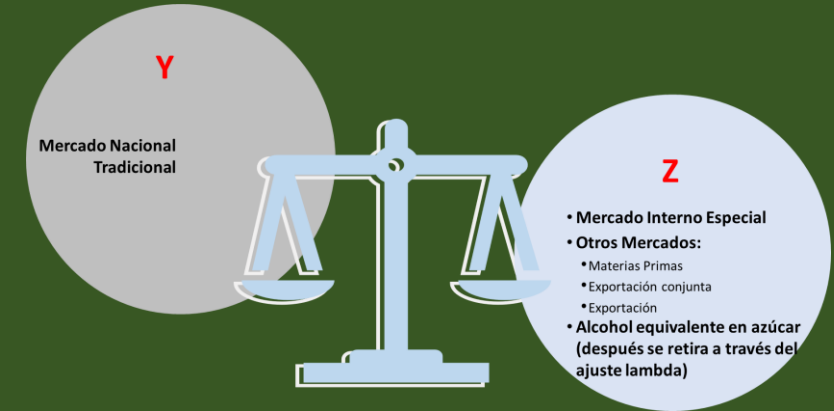 Y
Mercado Nacional
Tradicional
Z
• Mercado Interno Especial
• Otros Mercados:
• Materias Primas
• Exportación conjunta
• Exportación
• Alcohol equivalente en azúcar
(después se retira a través del
ajuste lambda)